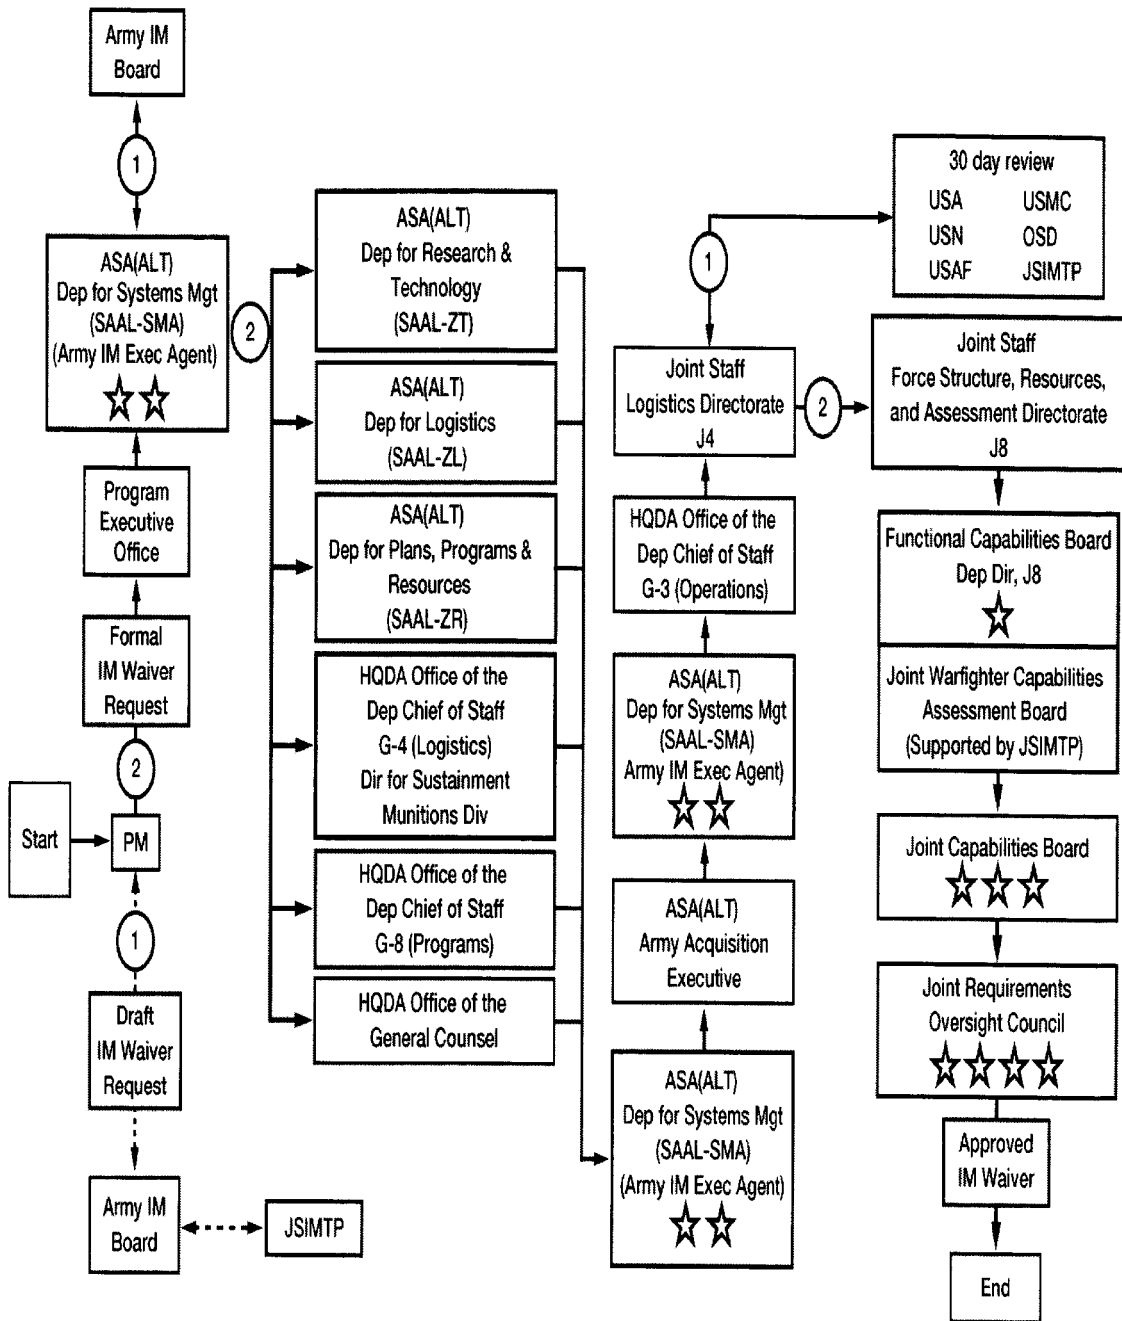 Army IM
Board
1
ASA(ALT)
Dep for Systems Mgt
(SAAL-SMA)
(Army IM Exec Agent)
Program
Executive
Office
Formal
IM Waiver
Request
2
Start
PM
1
Draft
IM Waiver
Request
Army IM
Board
JSIMTP
2
ASA(ALT)
Dep for Research &
Technology
(SAAL-ZT)
ASA(ALT)
Dep for Logistics
(SAAL-ZL)
ASA(ALT)
Dep for Plans, Programs &
Resources
(SAAL-ZR)
HQDA Office of the
Dep Chief of Staff
G-4 (Logistics)
Dir for Sustainment
Munitions Div
HQDA Office of the
Dep Chief of Staff
G-8 (Programs)
HQDA Office of the
General Counsel
1
Joint Staff
Logistics Directorate
J4
2
HQDA Office of the
Dep Chief of Staff
G-3 (Operations)
ASA(ALT)
Dep for Systems Mgt
(SAAL-SMA)
Army IM Exec Agent)
ASA(ALT)
Army Acquisition
Executive
ASA(ALT)
Dep for Systems Mgt
(SAAL-SMA)
(Army IM Exec Agent)
30 day review
USA USMC
USN OSD
USAF JSIMTP
Joint Staff
Force Structure, Resources,
and Assessment Directorate
J8
Functional Capabilities Board
Dep Dir, J8
Joint Warfighter Capabilities
Assessment Board
(Supported by JSIMTP)
Joint Capabilities Board
Joint Requirements
Oversight Council
Approved
IM Waiver
End